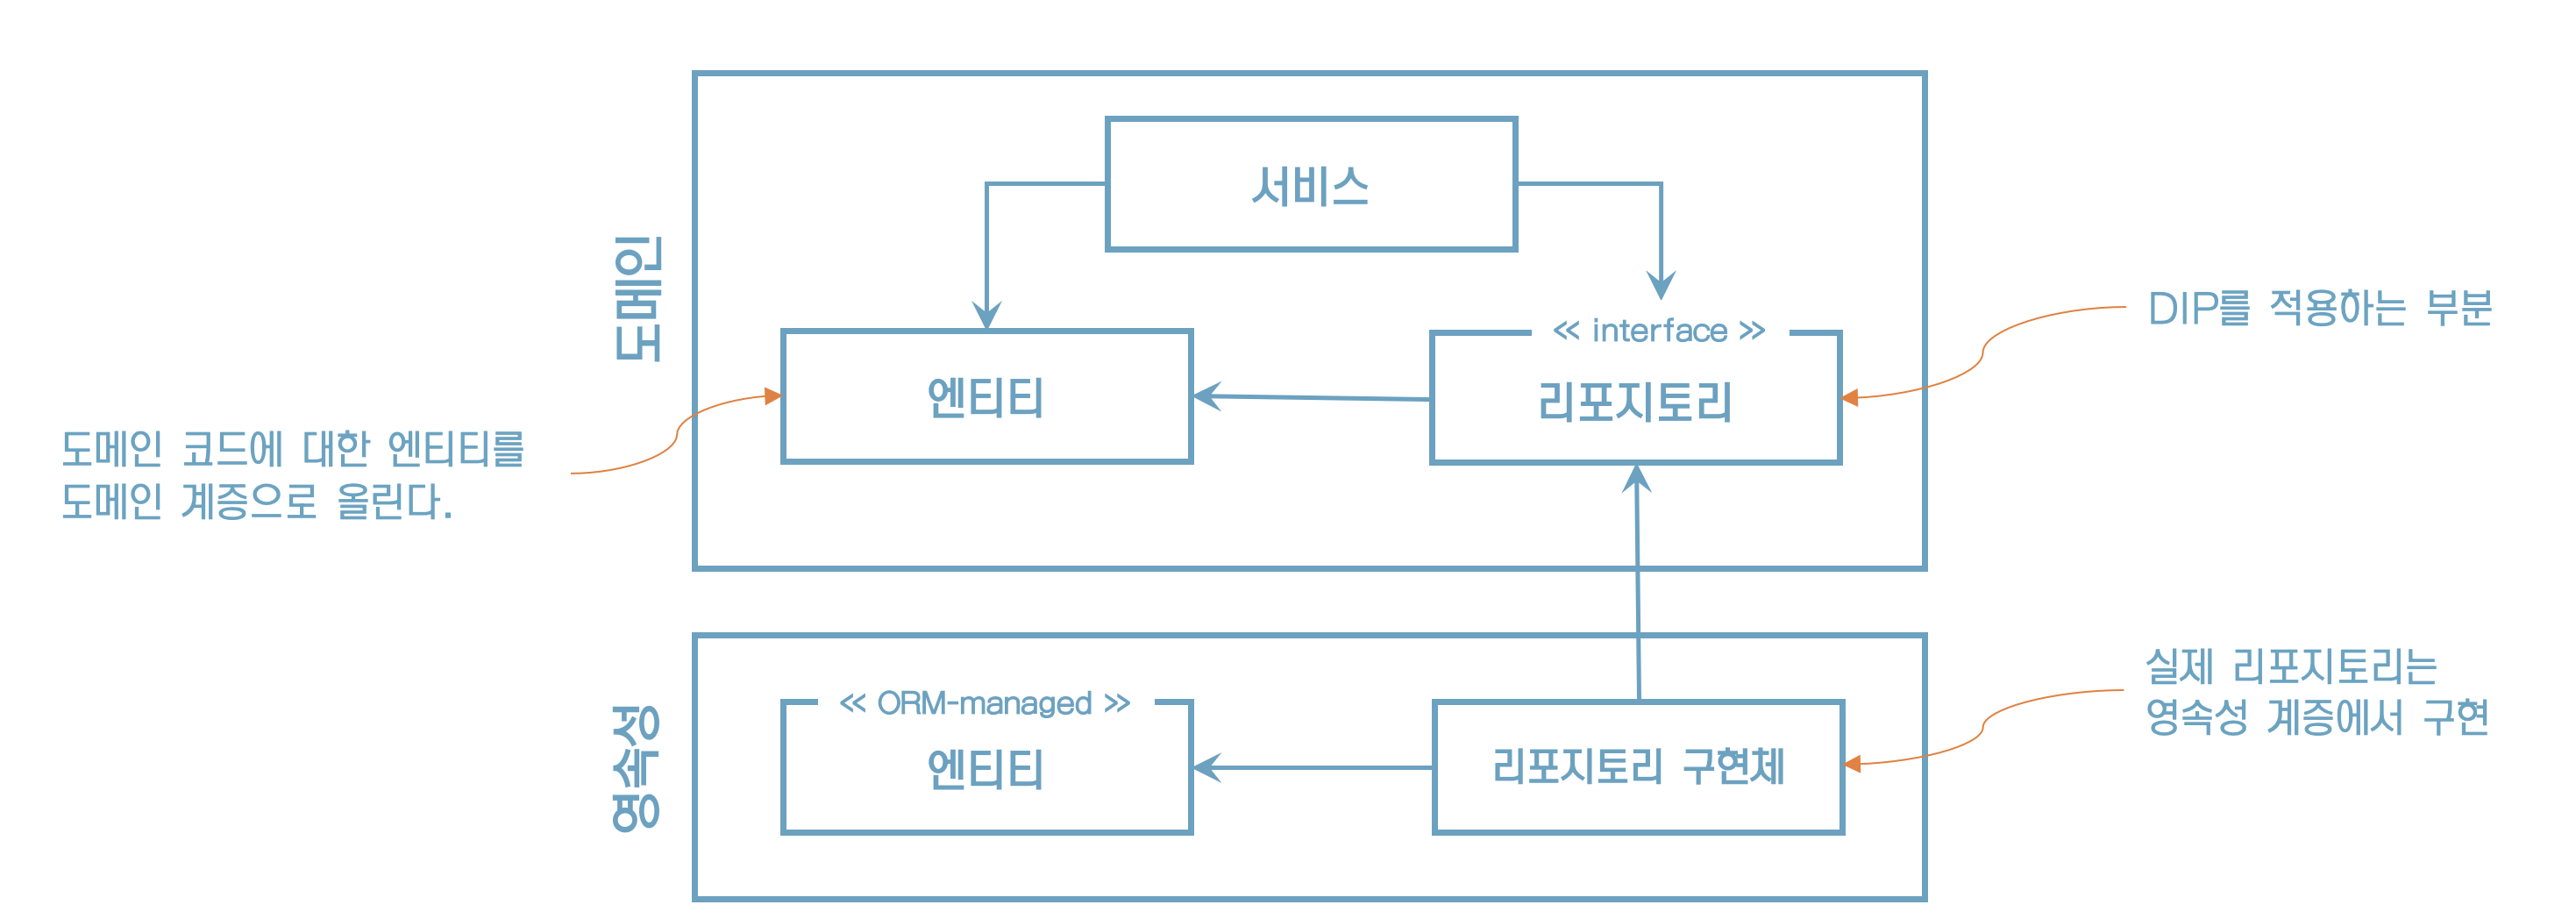 서비스
도메인
DIP를 적용하는 부분
<< interface >>
엔티티
리포지토리
도메인 코드에 대한 엔티티를
도메인 계증으로 올린다.
실제 리포지토리는
영속성 계증에서 구현
<< ORM-managed >>
영속성
엔티티
리포지토리 구현체